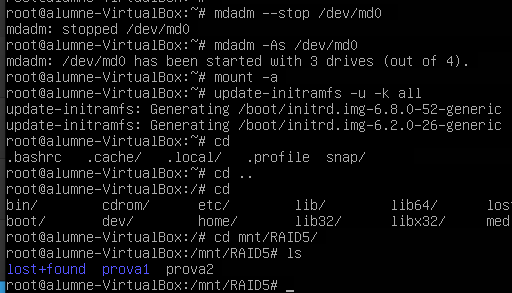 root@alumne-VirtualBox:~# mdadm --stop /dev/md0
mdadm: stopped /dev/md0
root@alumne-VirtualBox:~# mdadm -As /dev/md0
mdadm: /dev/md0 has been started with 3 drives (out of 4).
root@alumne-VirtualBox:~# mount -a
root@alumne-VirtualBox:~# update-initramfs -u -k all
update-initramfs: Generating /boot/initrd.img-6.8.0-52-generic
update-initramfs: Generating /boot/initrd.img-6.2.0-26-generic
root@alumne-VirtualBox:~# cd
.bashrc .cache/ .local/ .profile snap/
root@alumne-VirtualBox:~# cd ..
root@alumne-VirtualBox:/# cd
bin/ cdrom/ etc/ lib/ lib64/ los
boot/ dev/ home/ lib32/ libx32/ med
root@alumne-VirtualBox:/# cd mnt/RAID5/
root@alumne-VirtualBox:/mnt/RAID5# ls
lost+found prova1 prova2
root@alumne-VirtualBox:/mnt/RAID5# _